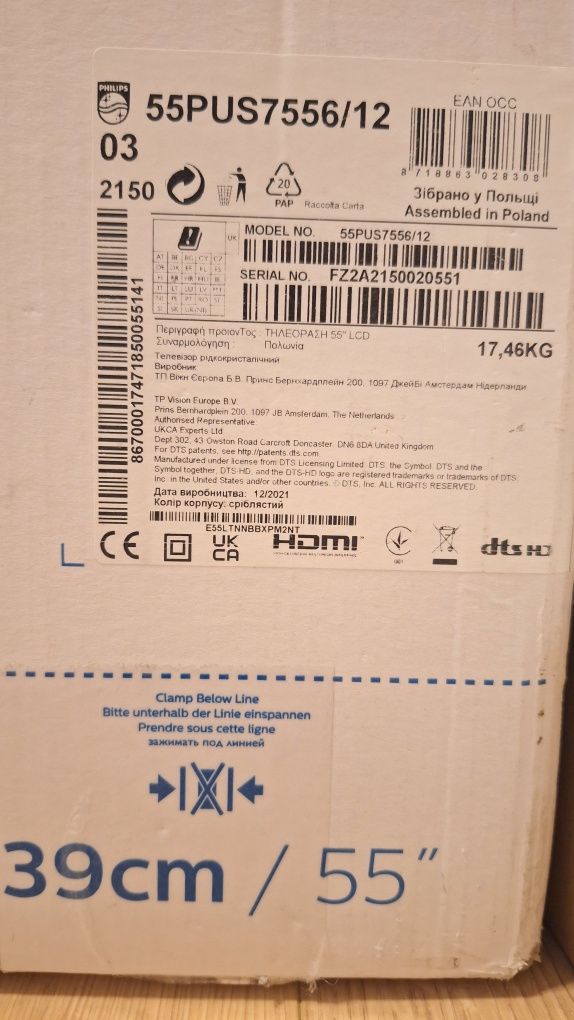 PHILIPS
55PUS7556/12
03
2150
EAN OCC
8 718863 028308
20
PAP
Raccolta Carta
Зібрано у Польщі
Assembled in Poland
UK
MODEL NO. 55PUS7556/12
SERIAL NO. FZ2A2150020551
AT BE BG CY CZ
86700017471850055141
Περιγραφή προϊοντος : ΤΗΛΕΟΡΑΣΗ 55" LCD
Συναρμολόγηση : Πολωνία
17,46KG
Телевізор рідкокристалічний
Виробник:
ТП Віжн Європа Б.В. Принс Бернхардплейн 200, 1097 ДжейБі Амстердам Нідерланди
TP Vision Europe B.V.
Prins Bernhardplein 200, 1097 JB Amsterdam, The Netherlands
Authorised Representative
UKCA Experts Ltd
Dept 302, 43 Owston Road Carcroft Doncaster, DN6 8DA United Kingdom
For DTS patents, see http://patents.dts.com.
Manufactured under license from DTS Licensing Limited. DTS, the Symbol, DTS and the
Symbol together, DTS-HD, and the DTS-HD logo are registered trademarks or trademarks of DTS,
Inc. in the United States and/or other countries. © DTS, Inc. ALL RIGHTS RESERVED.
Дата виробництва: 12/2021
Колір корпусу: сріблястий
E55LTNNBBXPM2NT
CE
UK
CA
HDMI
dts HD
Clamp Below Line
Bitte unterhalb der Linie einspannen
Prendre sous cette ligne
зажимать под линией
39cm / 55"